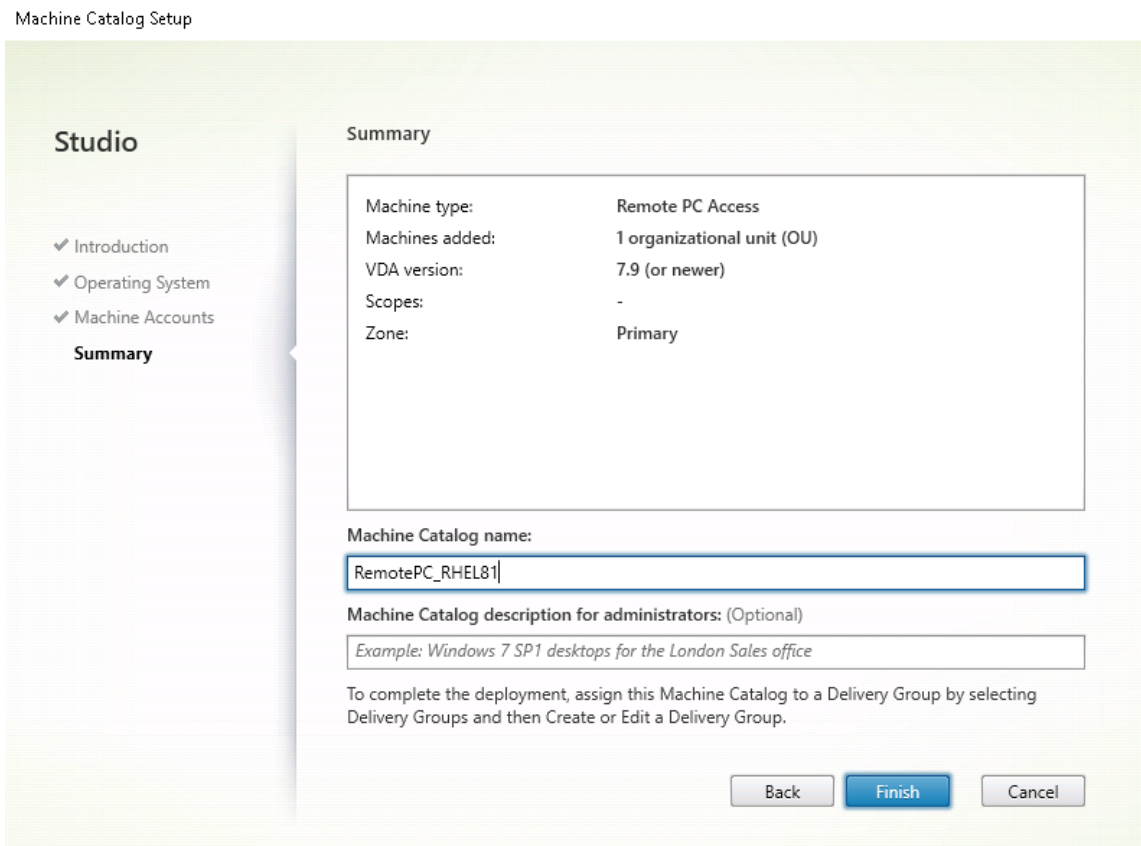 Machine Catalog Setup
Studio
Introduction
Operating System
Machine Accounts
Summary
Summary
Machine type: Remote PC Access
Machines added: 1 organizational unit (OU)
VDA version: 7.9 (or newer)
Scopes: -
Zone: Primary
Machine Catalog name:
RemotePC_RHEL81
Machine Catalog description for administrators: (Optional)
Example: Windows 7 SP1 desktops for the London Sales office
To complete the deployment, assign this Machine Catalog to a Delivery Group by selecting
Delivery Groups and then Create or Edit a Delivery Group.
Back Finish Cancel